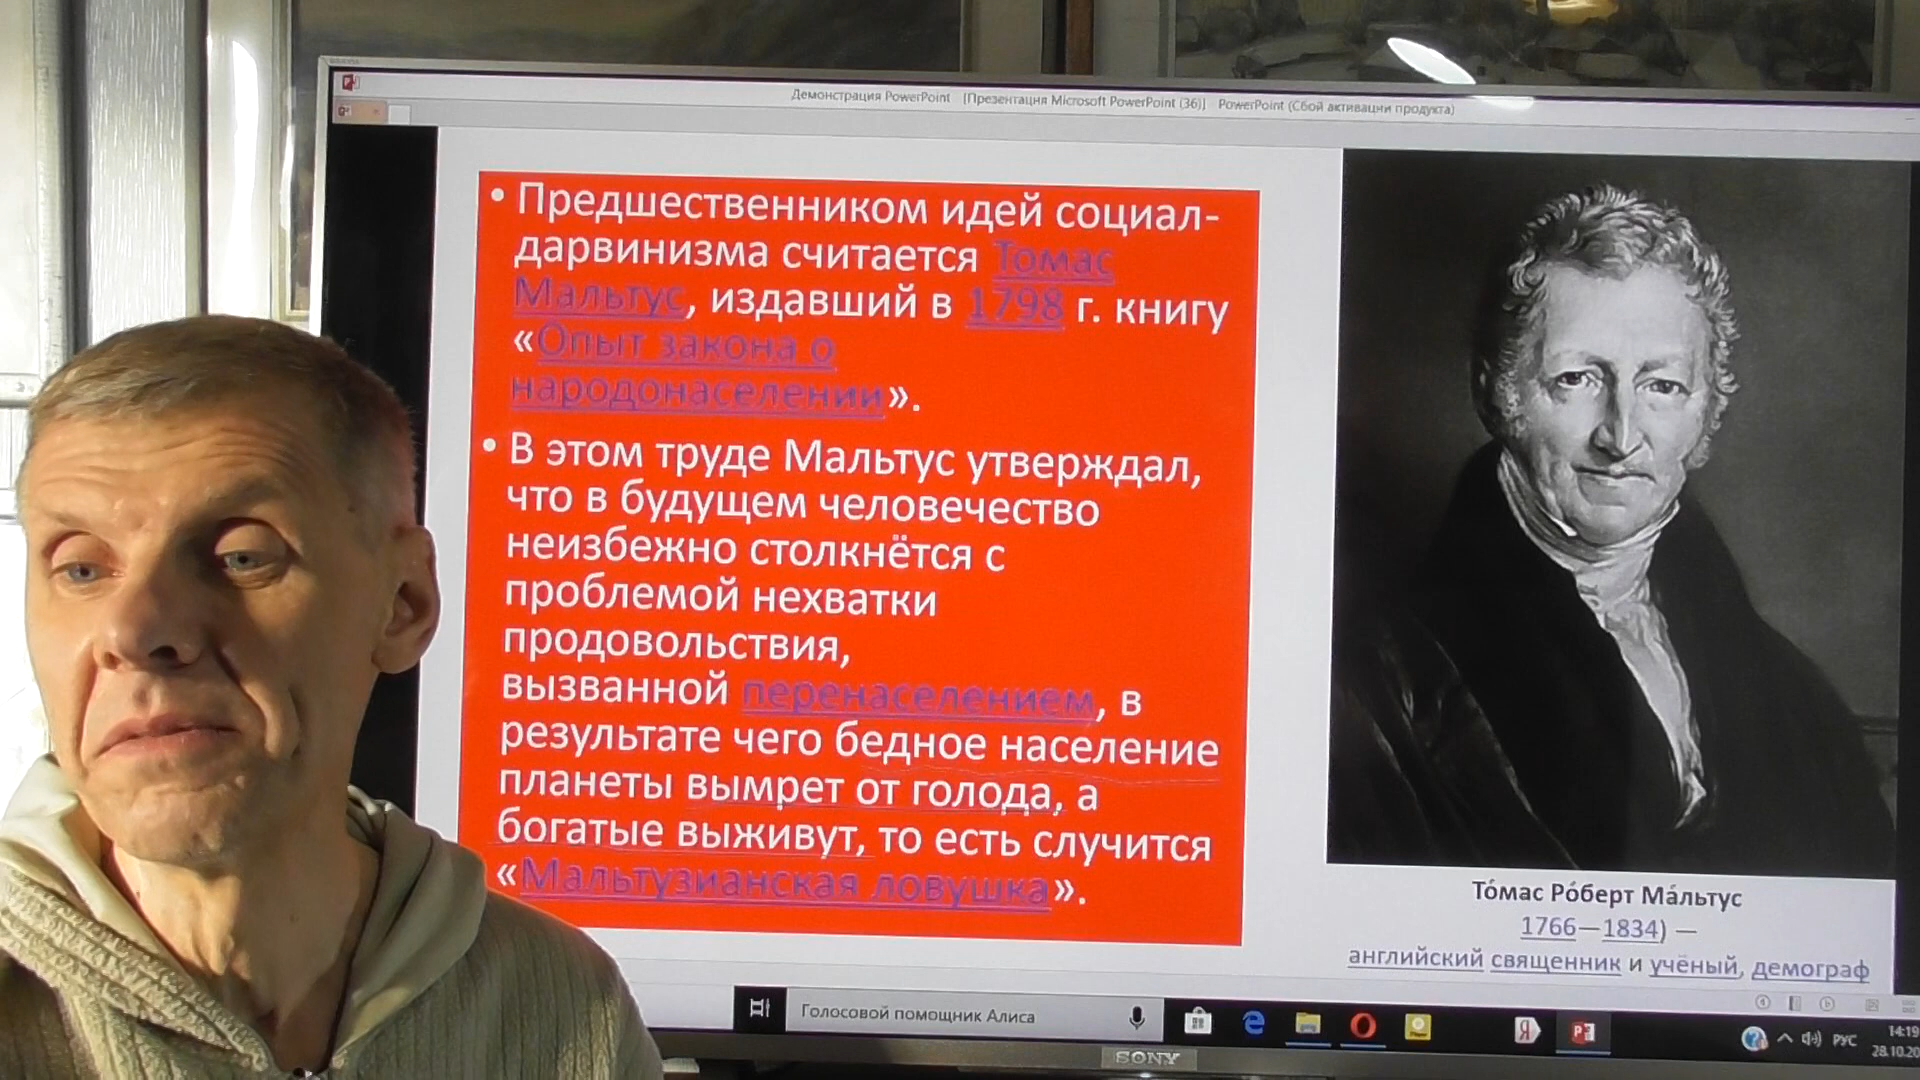 Демонстрация PowerPoint [Презентация Microsoft PowerPoint (36)] PowerPoint (Сбой активации продукта)
• Предшественником идей социал-
дарвинизма считается Томас
Мальтус, издавший в 1798 г. книгу
«Опыт закона о
народонаселении».
• В этом труде Мальтус утверждал,
что в будущем человечество
неизбежно столкнётся с
проблемой нехватки
продовольствия,
вызванной перенаселением, в
результате чего бедное население
планеты вымрет от голода, а
богатые выживут, то есть случится
«Мальтузианская ловушка».
То́мас Ро́берт Ма́льтус
1766—1834) —
английский священник и учёный, демограф
Голосовой помощник Алиса
РУС
14:19
28.10.20
SONY